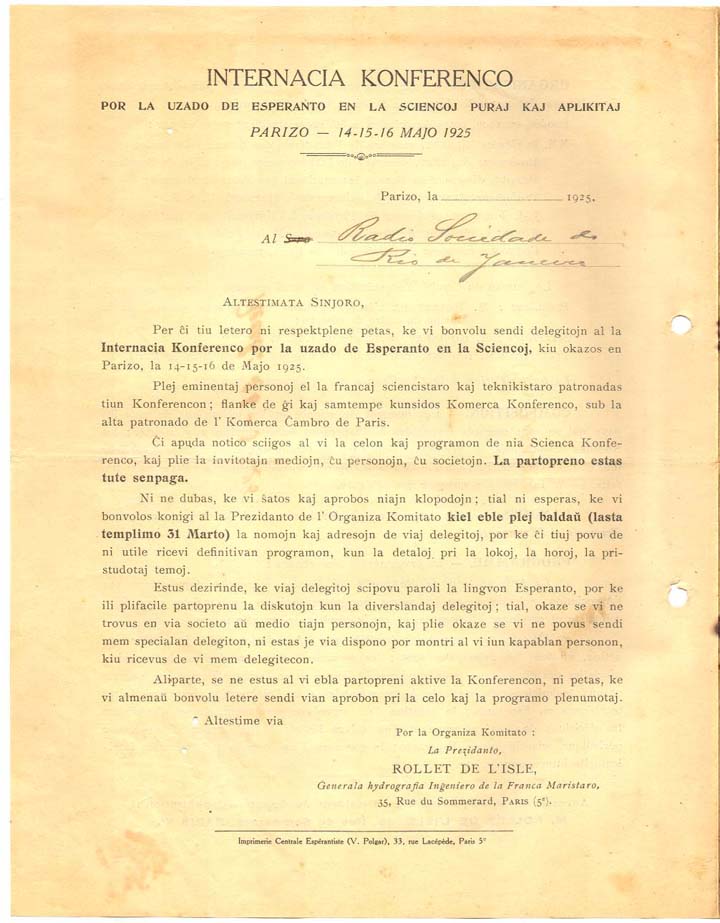 INTERNACIA KONFERENCO
POR LA UZADO DE ESPERANTO EN LA SCIENCOJ PURAJ KAJ APLIKITAJ
PARIZO — 14-15-16 MAJO 1925
Parizo, la 1925.
Al S-ro Radio Sociedade do
Rio de Janeiro
ALTESTIMATA SINJORO,
Per ĉi tiu letero ni respektplene petas, ke vi bonvolu sendi delegitojn al la
Internacia Konferenco por la uzado de Esperanto en la Sciencoj, kiu okazos en
Parizo, la 14-15-16 de Majo 1925.
Plej eminentaj personoj el la francaj sciencistaro kaj teknikistaro patronadas
tiun Konferencon ; flanke de ĝi kaj samtempe kunsidos Komerca Konferenco, sub la
alta patronado de l' Komerca Ĉambro de Paris.
Ĉi apuda notico sciigos al vi la celon kaj programon de nia Scienca Konfe-
renco, kaj plie la invitotajn mediojn, ĉu personojn, ĉu societojn. La partopreno estas
tute senpaga.
Ni ne dubas, ke vi ŝatos kaj aprobos niajn klopodojn ; tial ni esperas, ke vi
bonvolos konigi al la Prezidanto de l' Organiza Komitato kiel eble plej baldaŭ (lasta
templimo 31 Marto) la nomojn kaj adresojn de viaj delegitoj, por ke ĉi tiuj povu de
ni utile ricevi definitivan programon, kun la detaloj pri la lokoj, la horoj, la pri-
studotaj temoj.
Estus dezirinde, ke viaj delegitoj scipovu paroli la lingvon Esperanto, por ke
ili plifacile partoprenu la diskutojn kun la diverslandaj delegitoj ; tial, okaze se vi ne
trovus en via societo aŭ medio tiajn personojn, kaj plie okaze se vi ne povus sendi
mem specialan delegiton, ni estas je via dispono por montri al vi iun kapablan personon,
kiu ricevus de vi mem delegitecon.
Aliparte, se ne estus al vi ebla partopreni aktive la Konferencon, ni petas, ke
vi almenaŭ bonvolu letere sendi vian aprobon pri la celo kaj la programo plenumotaj.
Altestime via
Por la Organiza Komitato :
La Prezidanto,
ROLLET DE L'ISLE,
Generala hydrografia Inĝeniero de la Franca Maristaro,
35, Rue du Sommerard, PARIS (5e).
Imprimerie Centrale Espérantiste (V. Polgar), 33, rue Lacépède, Paris 5e